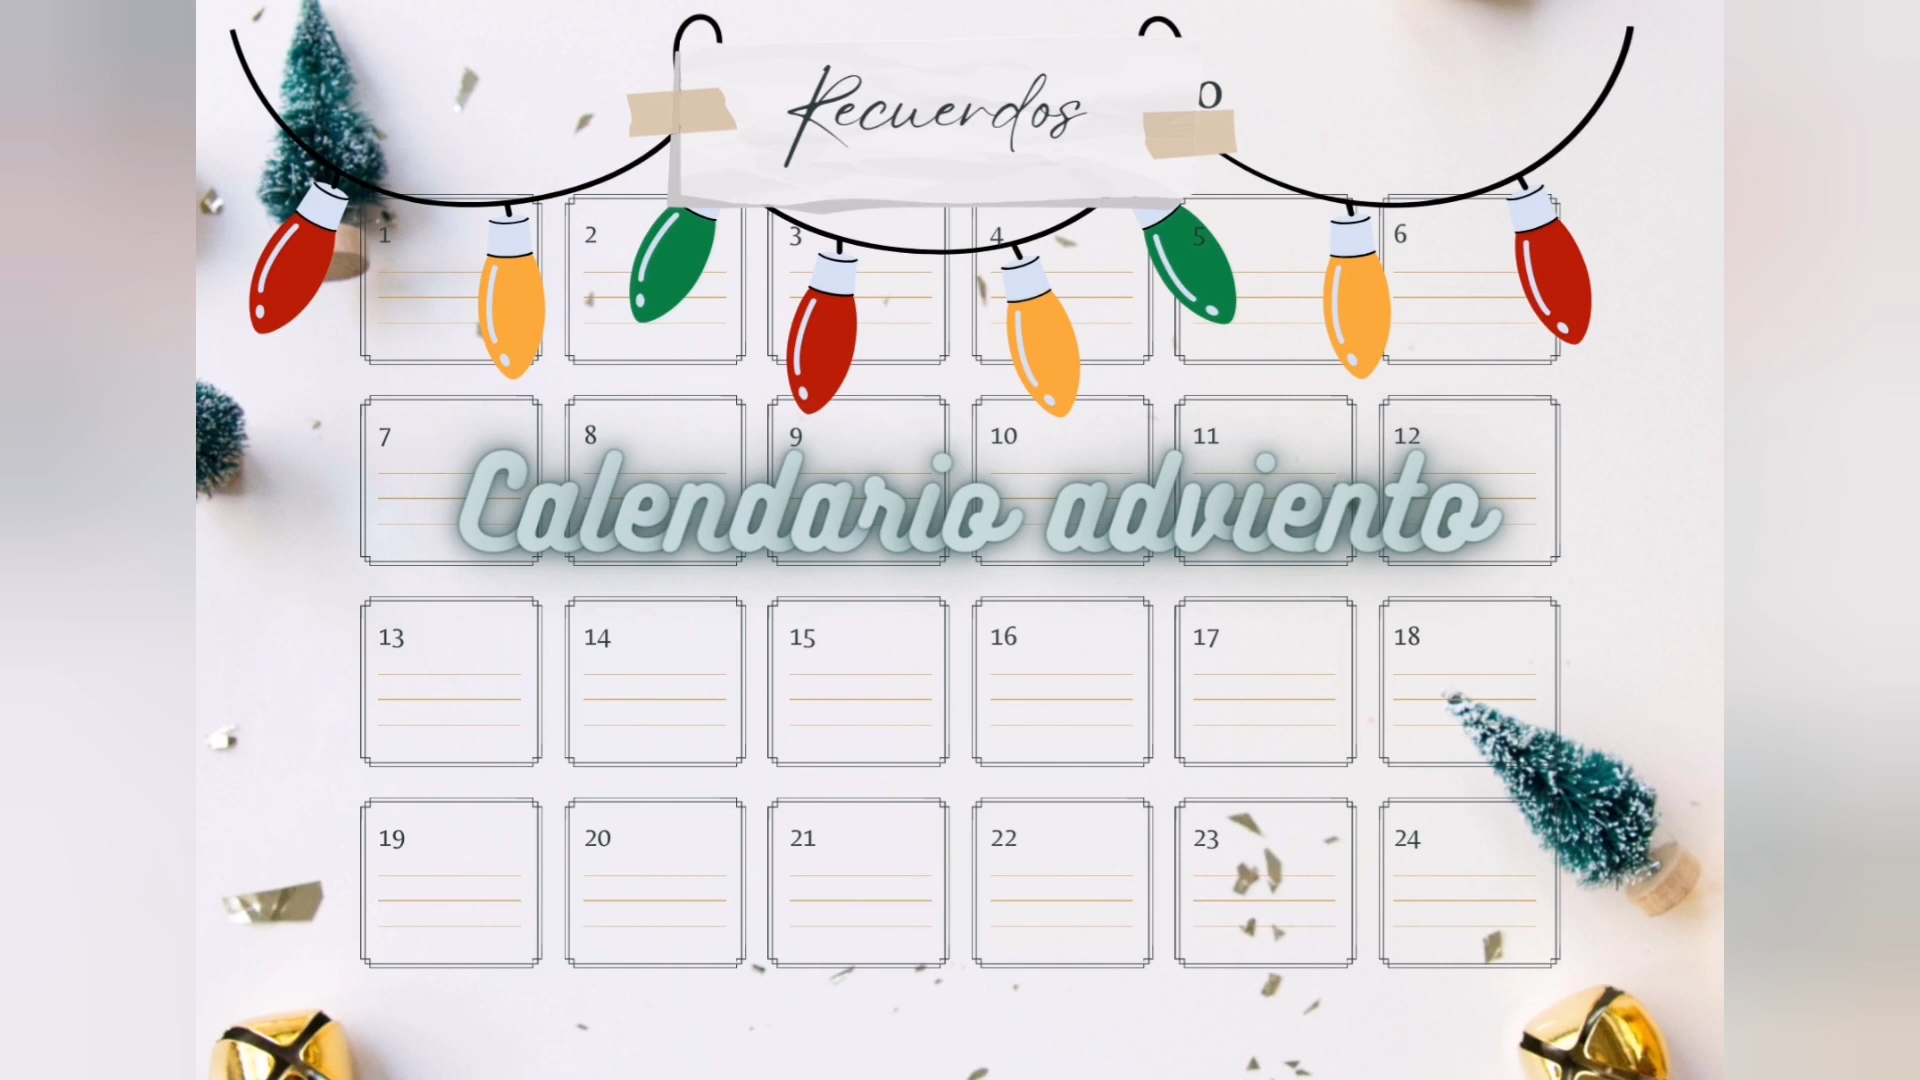 Recuerdos
O
1 2 3 4 5 6
7 8 9 10 11 12
Calendario adviento
13 14 15 16 17 18
19 20 21 22 23 24